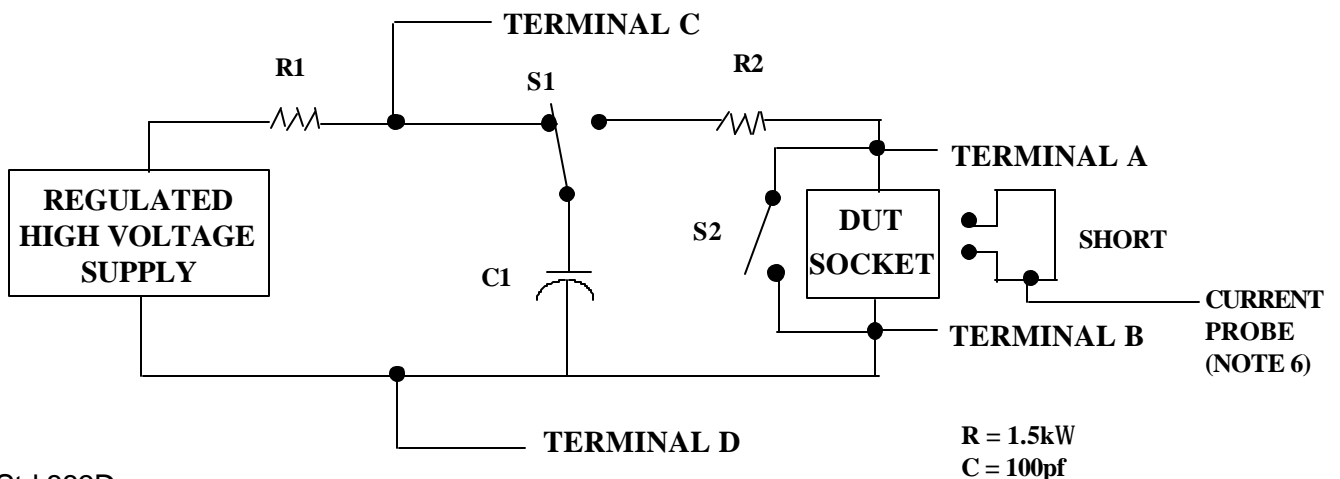 TERMINAL C
R1
S1
R2
TERMINAL A
REGULATED
HIGH VOLTAGE
SUPPLY
S2
DUT
SOCKET
SHORT
C1
CURRENT
PROBE
(NOTE 6)
TERMINAL B
TERMINAL D
R = 1.5kW
C = 100pf